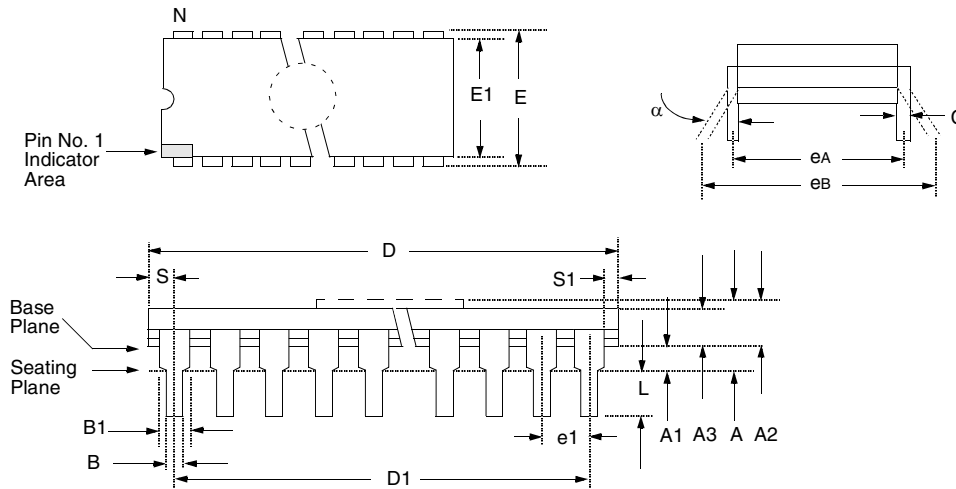 N
E1
E
Pin No. 1
Indicator
Area
α
C
eA
eB
D
S
S1
Base
Plane
Seating
Plane
L
B1
e1
A1
A3
A
A2
B
D1